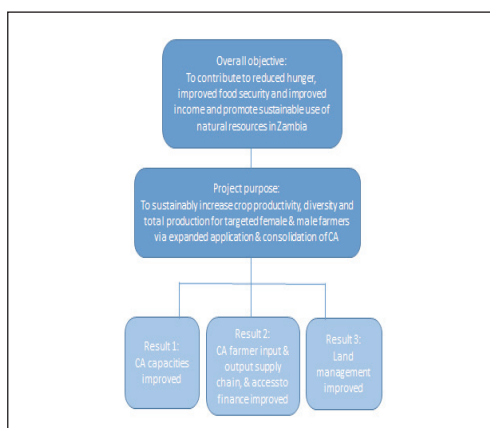 Overall objective:
To contribute to reduced hunger,
improved food security and improved
income and promote sustainable use of
natural resources in Zambia
Project purpose:
To sustainably increase crop productivity, diversity and
total production for targeted female & male farmers
via expanded application & consolidation of CA
Result 1:
CA capacities
improved
Result 2:
CA farmer input &
output supply
chain, & access to
finance improved
Result 3:
Land
management
improved